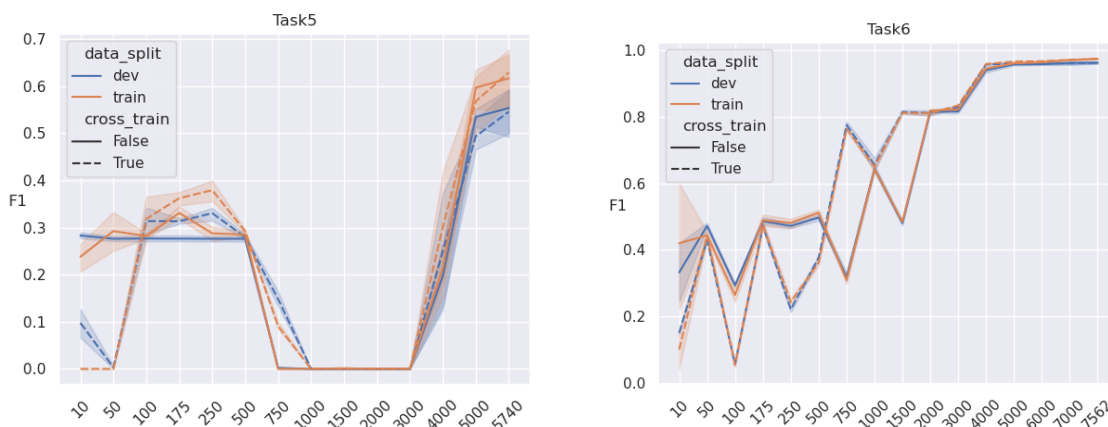 Task5
0.7
0.6
0.5
0.4
F1
0.3
0.2
0.1
0.0
data_split
dev
train
cross_train
False
True
10 50 100 175 250 500 750 1000 1500 2000 3000 4000 5000 5740
Task6
1.0
0.8
0.6
F1
0.4
0.2
0.0
data_split
dev
train
cross_train
False
True
10 50 100 175 250 500 750 1000 1500 2000 3000 4000 5000 6000 7000 7562